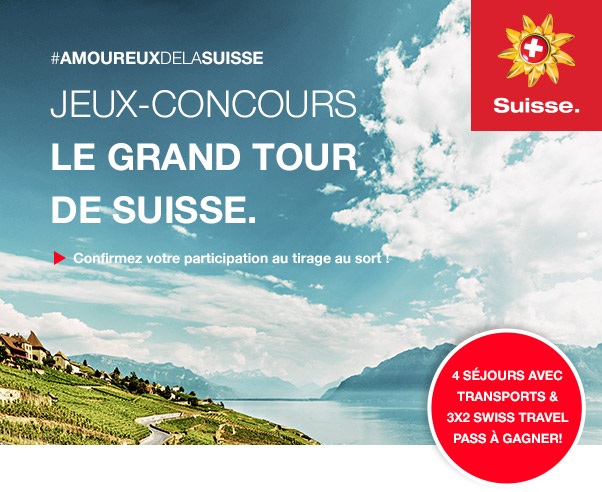 #AMOUREUXDELASUISSE
JEUX-CONCOURS
LE GRAND TOUR
DE SUISSE.
Confirmez votre participation au tirage au sort !
Suisse.
4 SÉJOURS AVEC
TRANSPORTS &
3X2 SWISS TRAVEL
PASS À GAGNER!